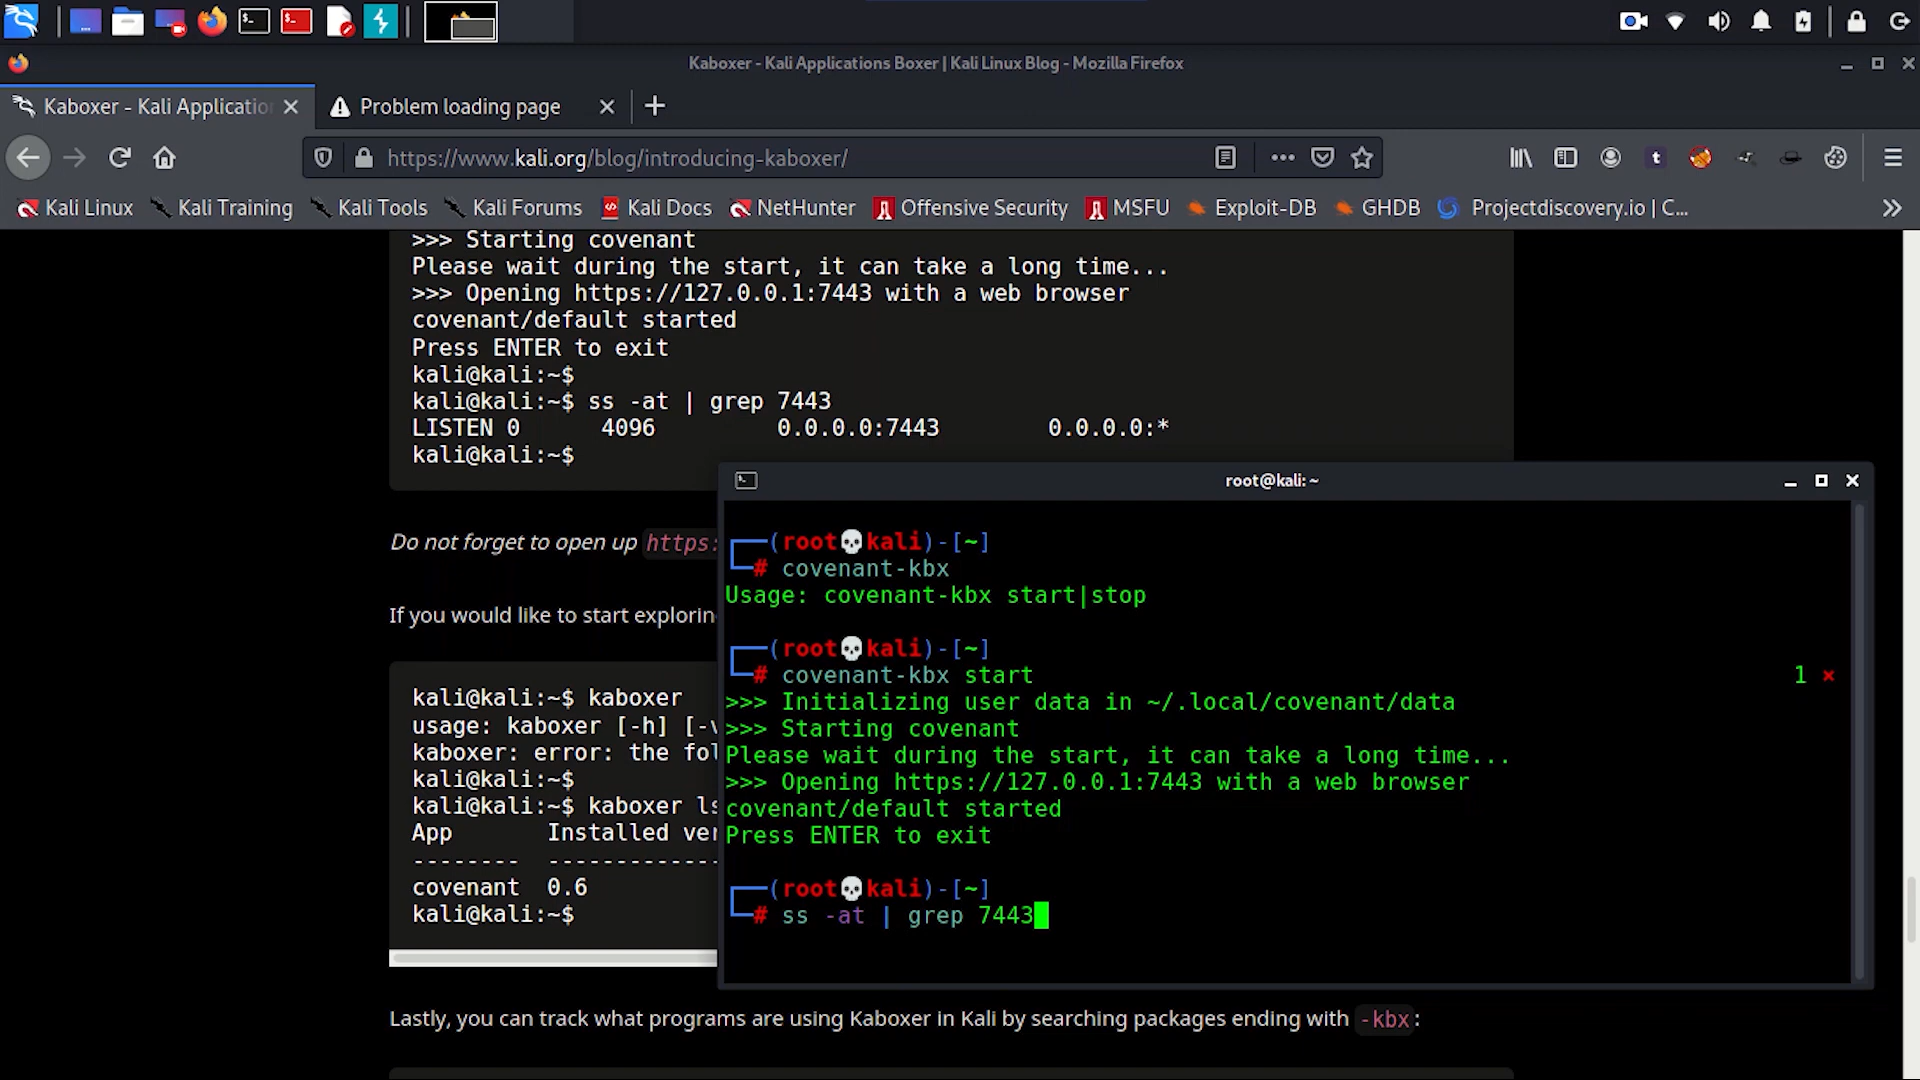 Kaboxer - Kali Applications Boxer | Kali Linux Blog - Mozilla Firefox
Kaboxer - Kali Applicatio
Problem loading page
https://www.kali.org/blog/introducing-kaboxer/
Kali Linux
Kali Training
Kali Tools
Kali Forums
Kali Docs
NetHunter
Offensive Security
MSFU
Exploit-DB
GHDB
Projectdiscovery.io | C...
>>> Starting covenant
Please wait during the start, it can take a long time...
>>> Opening https://127.0.0.1:7443 with a web browser
covenant/default started
Press ENTER to exit
kali@kali:~$
kali@kali:~$ ss -at | grep 7443
LISTEN 0 4096 0.0.0.0:7443 0.0.0.0:*
kali@kali:~$
Do not forget to open up https:
If you would like to start explorin
kali@kali:~$ kaboxer
usage: kaboxer [-h] [-v
kaboxer: error: the fol
kali@kali:~$
kali@kali:~$ kaboxer ls
App Installed ver
-------- -------------
covenant 0.6
kali@kali:~$
Lastly, you can track what programs are using Kaboxer in Kali by searching packages ending with -kbx:
root@kali: ~
(root💀kali)-[~]
# covenant-kbx
Usage: covenant-kbx start|stop
(root💀kali)-[~]
# covenant-kbx start 1 ×
>>> Initializing user data in ~/.local/covenant/data
>>> Starting covenant
Please wait during the start, it can take a long time...
>>> Opening https://127.0.0.1:7443 with a web browser
covenant/default started
Press ENTER to exit
(root💀kali)-[~]
# ss -at | grep 7443